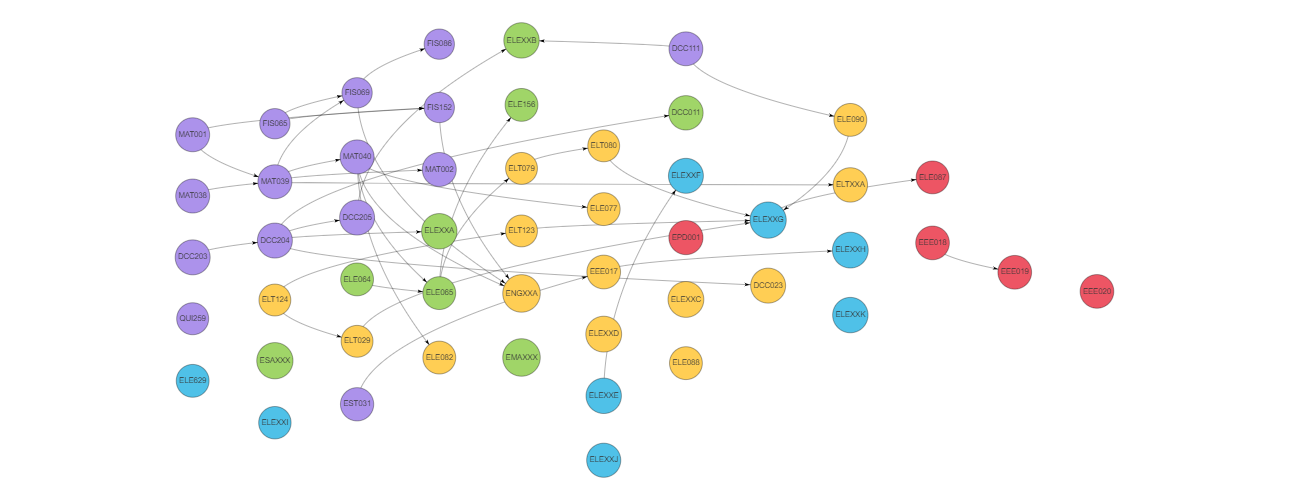 MAT001
MAT038
DCC203
QUI259
ELE629
FIS065
MAT039
DCC204
ELT124
ESAXXX
ELEXXI
FIS069
MAT040
DCC205
ELE064
ELT029
EST031
FIS086
FIS152
MAT002
ELEXXA
ELE065
ELE082
ELEXXB
ELE156
ELT079
ELT123
ENGXXA
EMAXXX
ELT080
ELE077
EEE017
ELEXXD
ELEXXE
ELEXXJ
DCC111
DCC011
ELEXXF
EPD001
ELEXXC
ELE088
ELEXXG
DCC023
ELE090
ELTXXA
ELEXXH
ELEXXK
ELE087
EEE018
EEE019
EEE020